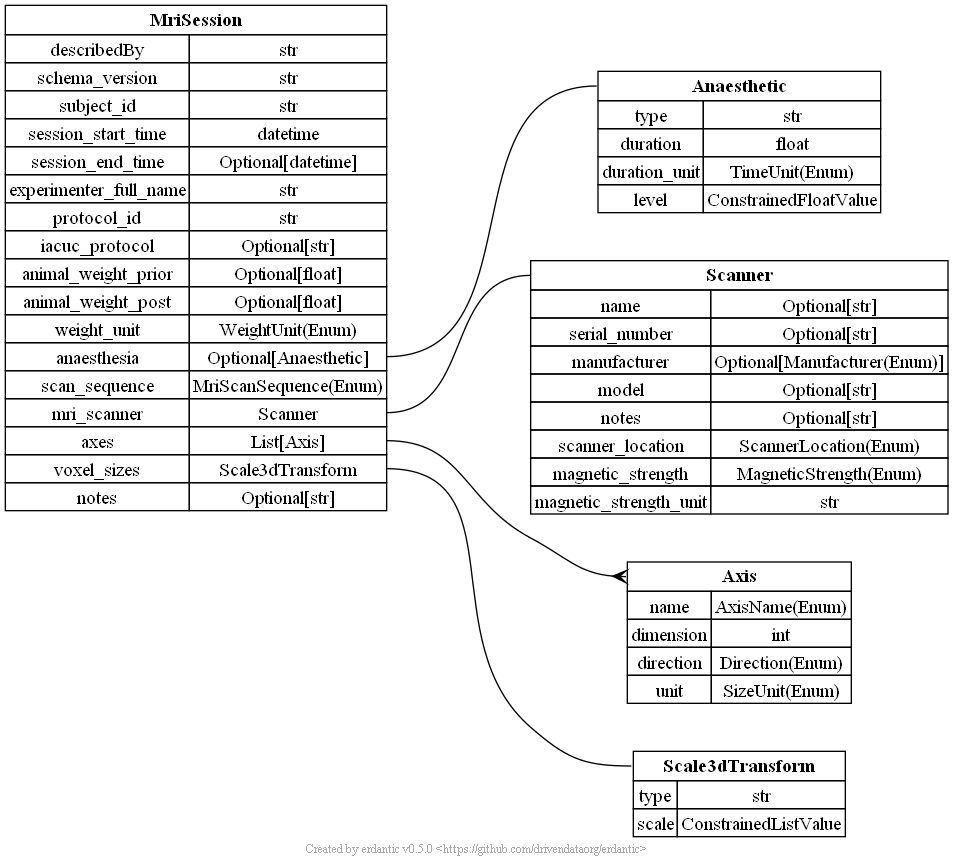 MriSession
describedBy str
schema_version str
subject_id str
session_start_time datetime
session_end_time Optional[datetime]
experimenter_full_name str
protocol_id str
iacuc_protocol Optional[str]
animal_weight_prior Optional[float]
animal_weight_post Optional[float]
weight_unit WeightUnit(Enum)
anaesthesia Optional[Anaesthetic]
scan_sequence MriScanSequence(Enum)
mri_scanner Scanner
axes List[Axis]
voxel_sizes Scale3dTransform
notes Optional[str]
Anaesthetic
type str
duration float
duration_unit TimeUnit(Enum)
level ConstrainedFloatValue
Scanner
name Optional[str]
serial_number Optional[str]
manufacturer Optional[Manufacturer(Enum)]
model Optional[str]
notes Optional[str]
scanner_location ScannerLocation(Enum)
magnetic_strength MagneticStrength(Enum)
magnetic_strength_unit str
Axis
name AxisName(Enum)
dimension int
direction Direction(Enum)
unit SizeUnit(Enum)
Scale3dTransform
type str
scale ConstrainedListValue
Created by erdantic v0.5.0 <https://github.com/drivendataorg/erdantic>